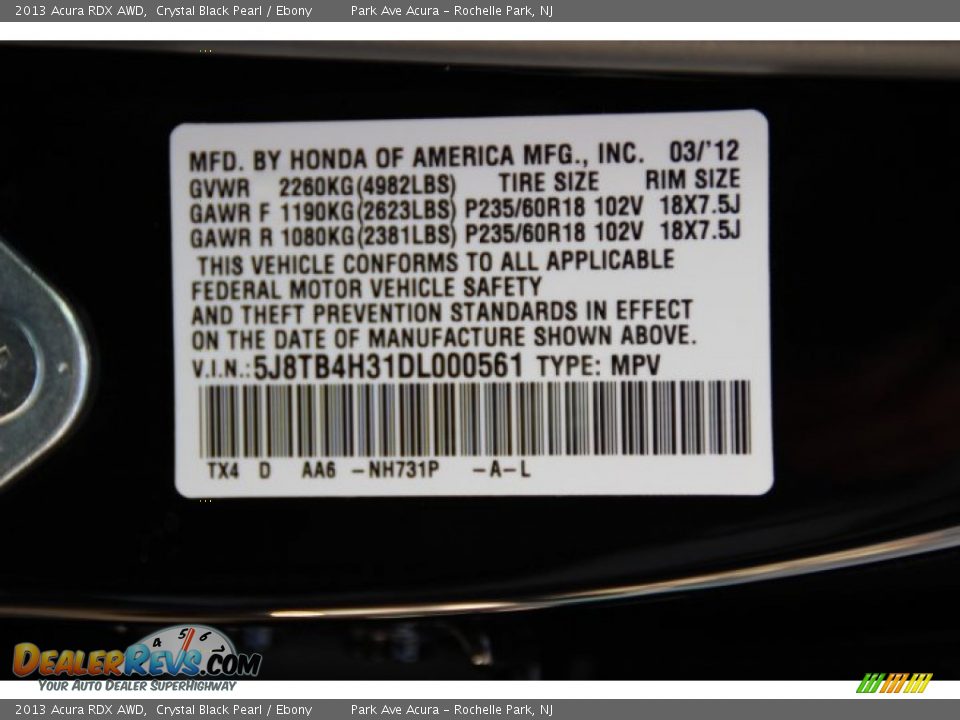 2013 Acura RDX AWD, Crystal Black Pearl / Ebony Park Ave Acura - Rochelle Park, NJ
MFD. BY HONDA OF AMERICA MFG., INC. 03/'12
GVWR 2260KG(4982LBS) TIRE SIZE RIM SIZE
GAWR F 1190KG(2623LBS) P235/60R18 102V 18X7.5J
GAWR R 1080KG(2381LBS) P235/60R18 102V 18X7.5J
THIS VEHICLE CONFORMS TO ALL APPLICABLE
FEDERAL MOTOR VEHICLE SAFETY
AND THEFT PREVENTION STANDARDS IN EFFECT
ON THE DATE OF MANUFACTURE SHOWN ABOVE.
V.I.N.:5J8TB4H31DL000561 TYPE: MPV
TX4 D AA6 -NH731P -A-L
4 5 6
DEALERREVS.COM
YOUR AUTO DEALER SUPERHIGHWAY
2013 Acura RDX AWD, Crystal Black Pearl / Ebony Park Ave Acura - Rochelle Park, NJ